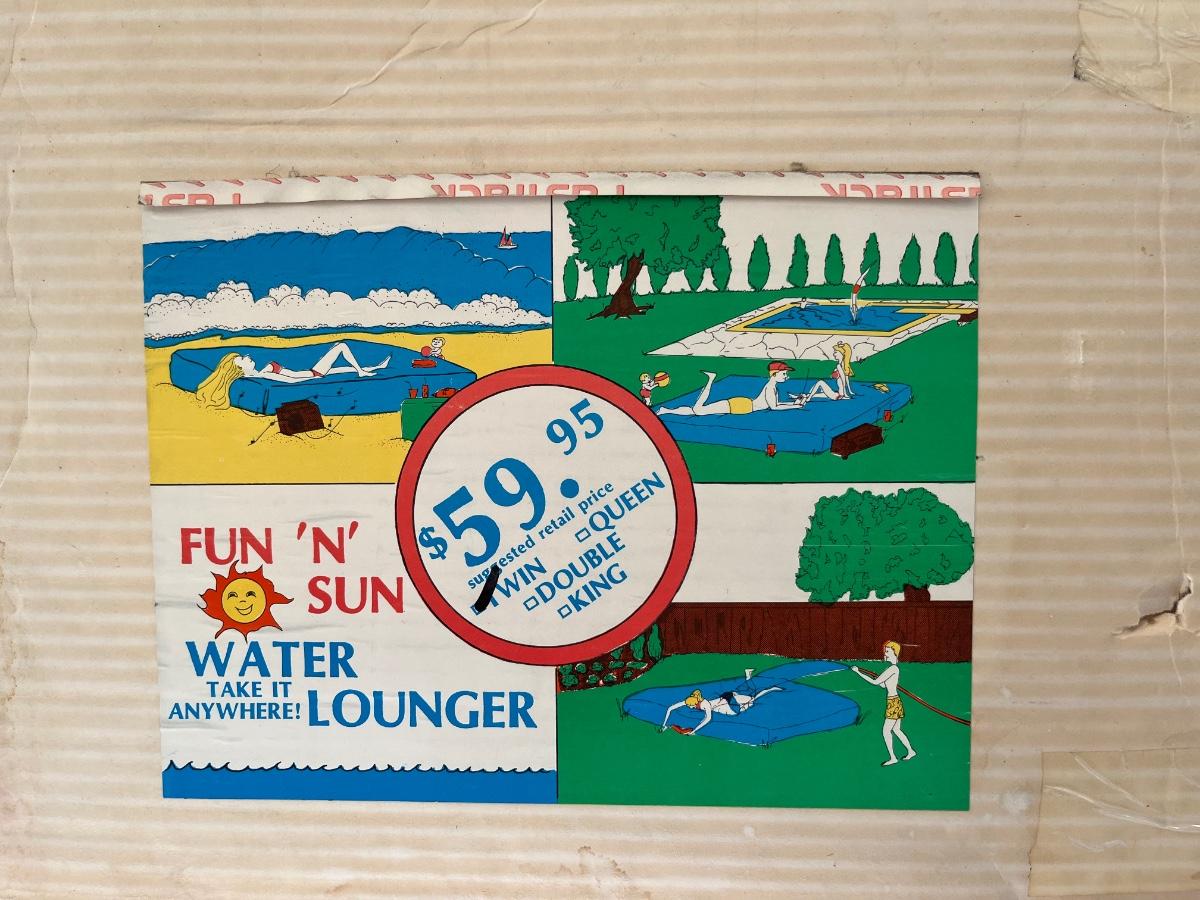 $59.95
suggested retail price
TWIN
QUEEN
DOUBLE
KING
FUN 'N'
SUN
WATER
TAKE IT
ANYWHERE!
LOUNGER